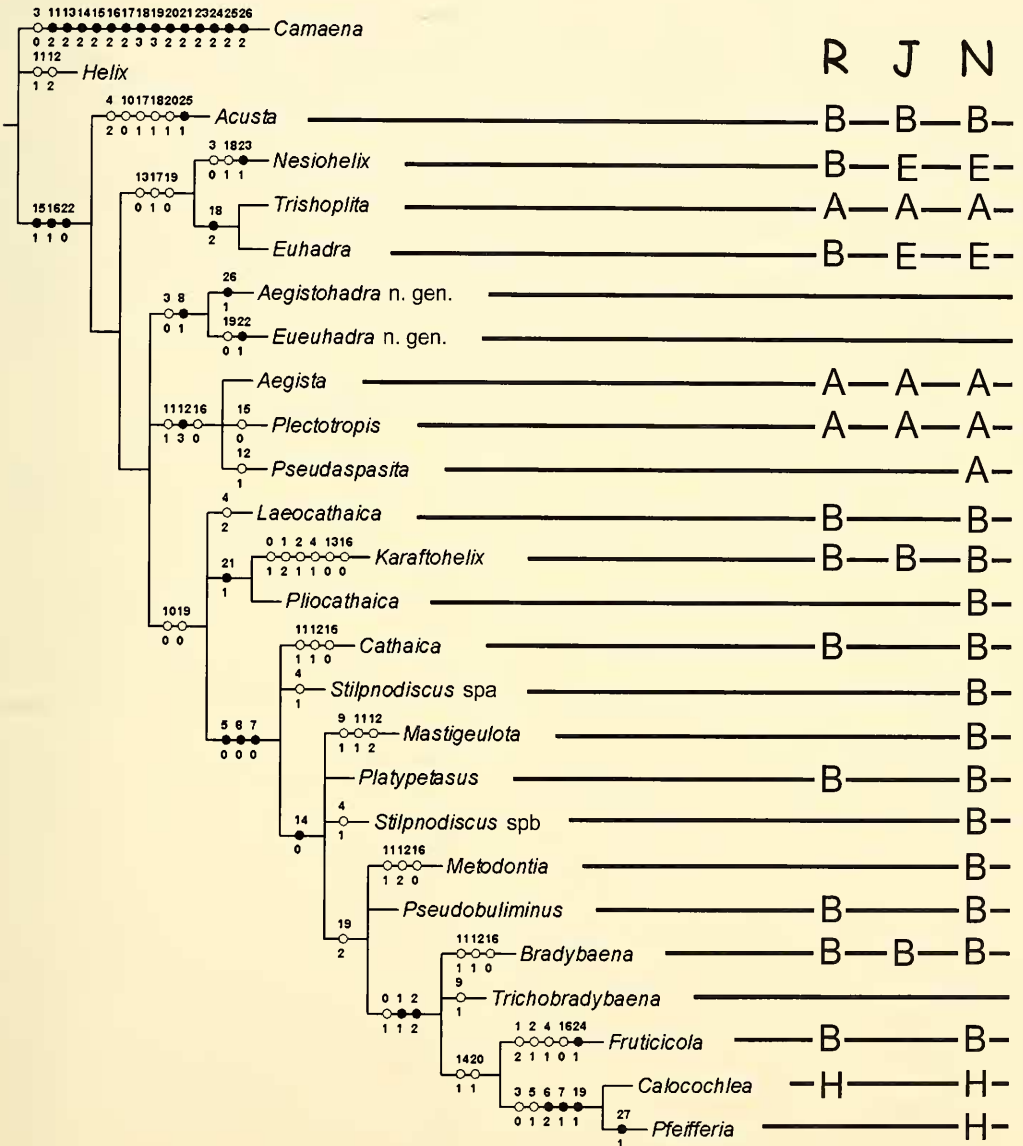 3 11 13 14 15 16 17 18 19 20 21 22 23 24 25 26
0 2 2 2 2 2 2 3 3 2 2 2 2 2 2 2 Camaena
R J N
11 12
1 2 Helix
4 10 17 18 20 25
2 0 1 1 1 1 Acusta B B B
3 18 23
0 1 1 Nesiohelix B E E
13 17 19
0 1 0
15 16 22
1 1 0
18
2
Trishoplita A A A
Euhadra B E E
26
1 Aegistohadra n. gen.
3 8
0 1
19 22
0 1 Eueuhadra n. gen.
Aegista A A A
11 12 16
1 3 0
15
0 Plectotropis A A A
12
1 Pseudaspasita A
4
2 Laeocathaica B B
0 1 2 4 13 16
1 2 1 1 0 0 Karaftohelix B B B
21
1
Pliocathaica B
10 19
0 0
11 12 16
1 1 0 Cathaica B B
4
1 Stilpnodiscus spa B
5 6 7
0 0 0
9 11 12
1 1 2 Mastigeulota B
Platypetasus B B
14
0
4
1 Stilpnodiscus spb B
11 12 16
1 2 0 Metodontia B
Pseudobuliminus B B
19
2
11 12 16
1 1 0 Bradybaena B B B
9
1 Trichobradybaena
0 1 2
1 1 2
1 2 4 16 24
2 1 1 0 1 Fruticicola B B
14 20
1 1
Calocochlea H H
3 5 6 7 19
0 1 2 1 1
27
1 Pfeifferia H